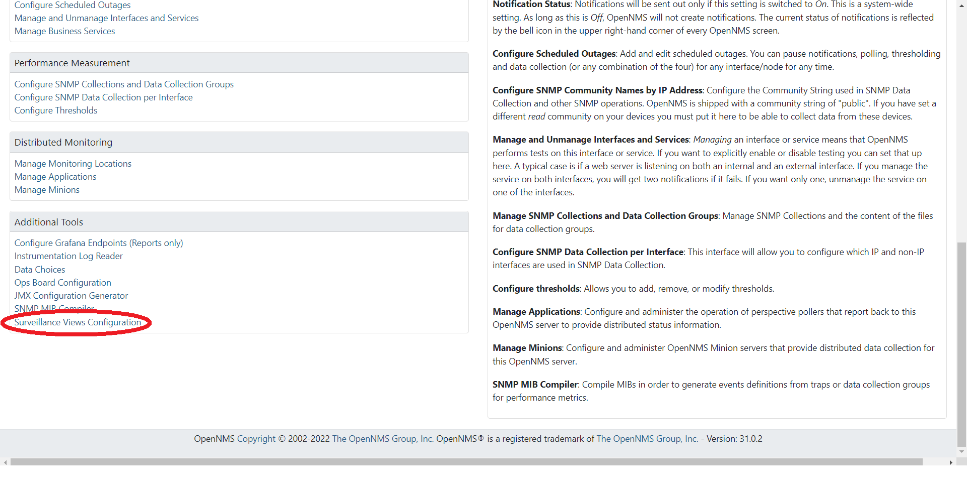 Configure Scheduled Outages
Manage and Unmanage Interfaces and Services
Manage Business Services
Performance Measurement
Configure SNMP Collections and Data Collection Groups
Configure SNMP Data Collection per Interface
Configure Thresholds
Distributed Monitoring
Manage Monitoring Locations
Manage Applications
Manage Minions
Additional Tools
Configure Grafana Endpoints (Reports only)
Instrumentation Log Reader
Data Choices
Ops Board Configuration
JMX Configuration Generator
SNMP MIB Compiler
Surveillance Views Configuration
Notification Status: Notifications will be sent out only if this setting is switched to On. This is a system-wide
setting. As long as this is Off, OpenNMS will not create notifications. The current status of notifications is reflected
by the bell icon in the upper right-hand corner of every OpenNMS screen.
Configure Scheduled Outages: Add and edit scheduled outages. You can pause notifications, polling, thresholding
and data collection (or any combination of the four) for any interface/node for any time.
Configure SNMP Community Names by IP Address: Configure the Community String used in SNMP Data
Collection and other SNMP operations. OpenNMS is shipped with a community string of "public". If you have set a
different read community on your devices you must put it here to be able to collect data from these devices.
Manage and Unmanage Interfaces and Services: Managing an interface or service means that OpenNMS
performs tests on this interface or service. If you want to explicitly enable or disable testing you can set that up
here. A typical case is if a web server is listening on both an internal and an external interface. If you manage the
service on both interfaces, you will get two notifications if it fails. If you want only one, unmanage the service on
one of the interfaces.
Manage SNMP Collections and Data Collection Groups: Manage SNMP Collections and the content of the files
for data collection groups.
Configure SNMP Data Collection per Interface: This interface will allow you to configure which IP and non-IP
interfaces are used in SNMP Data Collection.
Configure thresholds: Allows you to add, remove, or modify thresholds.
Manage Applications: Configure and administer the operation of perspective pollers that report back to this
OpenNMS server to provide distributed status information.
Manage Minions: Configure and administer OpenNMS Minion servers that provide distributed data collection for
this OpenNMS server.
SNMP MIB Compiler: Compile MIBs in order to generate events definitions from traps or data collection groups
for performance metrics.
OpenNMS Copyright © 2002-2022 The OpenNMS Group, Inc. OpenNMS® is a registered trademark of The OpenNMS Group, Inc. - Version: 31.0.2